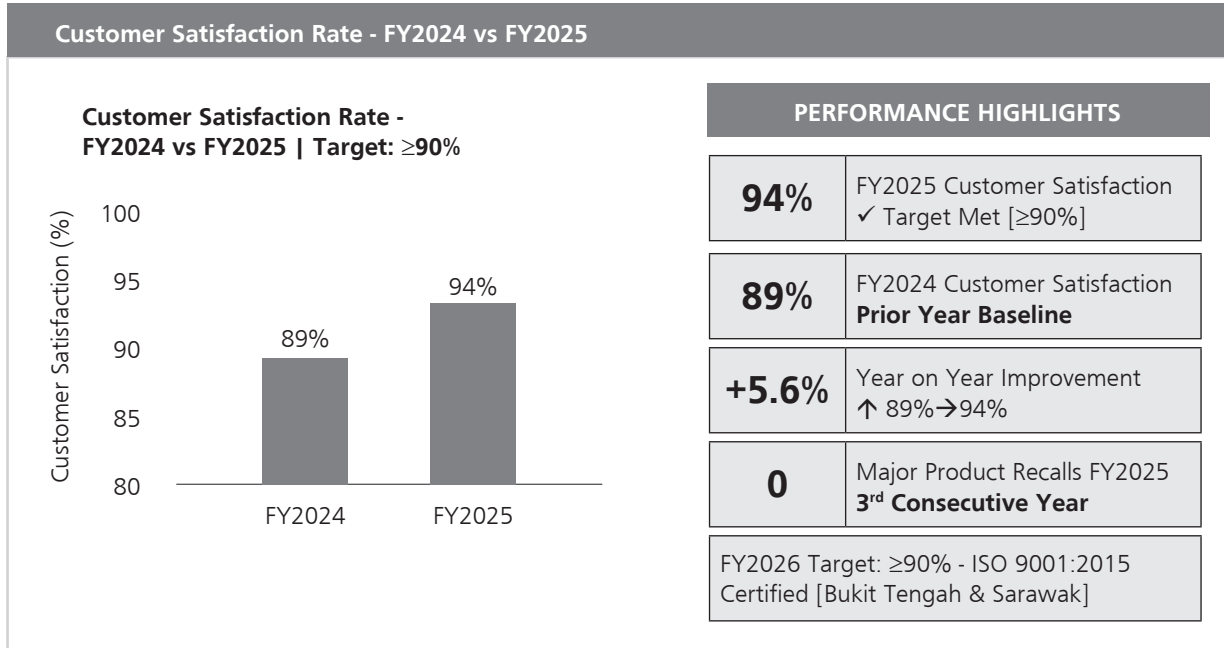 Customer Satisfaction Rate - FY2024 vs FY2025
Customer Satisfaction Rate -
FY2024 vs FY2025 | Target: ≥90%
Customer Satisfaction (%)
100
95
90
85
80
89%
94%
FY2024
FY2025
PERFORMANCE HIGHLIGHTS
94%
FY2025 Customer Satisfaction
✓ Target Met [≥90%]
89%
FY2024 Customer Satisfaction
Prior Year Baseline
+5.6%
Year on Year Improvement
↑ 89%→94%
0
Major Product Recalls FY2025
3rd Consecutive Year
FY2026 Target: ≥90% - ISO 9001:2015
Certified [Bukit Tengah & Sarawak]